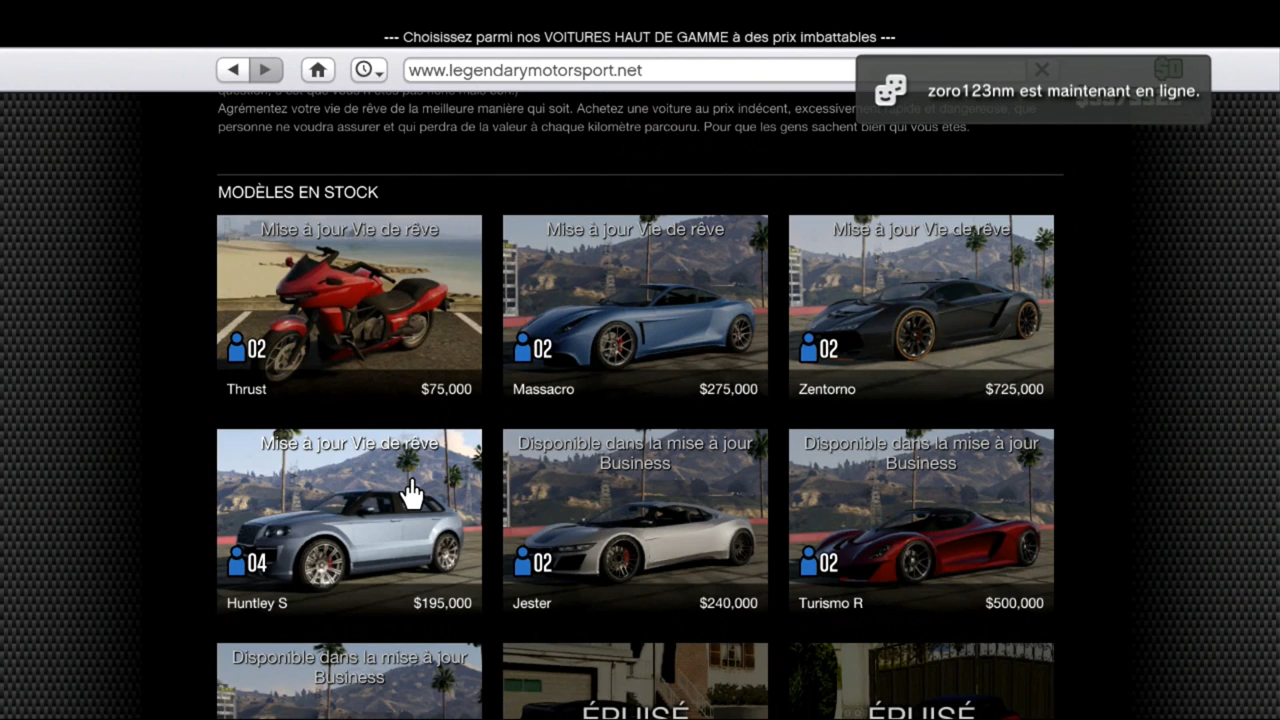 --- Choisissez parmi nos VOITURES HAUT DE GAMME à des prix imbattables ---
www.legendarymotorsport.net
zoro123nm est maintenant en ligne.
Agrémentez votre vie de rêve de la meilleure manière qui soit. Achetez une voiture au prix indécent, excessivement rapide et dangereuse, que
personne ne voudra assurer et qui perdra de la valeur à chaque kilomètre parcouru. Pour que les gens sachent bien qui vous êtes.
MODÈLES EN STOCK
Mise à jour Vie de rêve
02
Thrust $75,000
Mise à jour Vie de rêve
02
Massacro $275,000
Mise à jour Vie de rêve
02
Zentorno $725,000
Mise à jour Vie de rêve
04
Huntley S $195,000
Disponible dans la mise à jour
Business
02
Jester $240,000
Disponible dans la mise à jour
Business
02
Turismo R $500,000
Disponible dans la mise à jour
Business
ÉPUISÉ
ÉPUISÉ